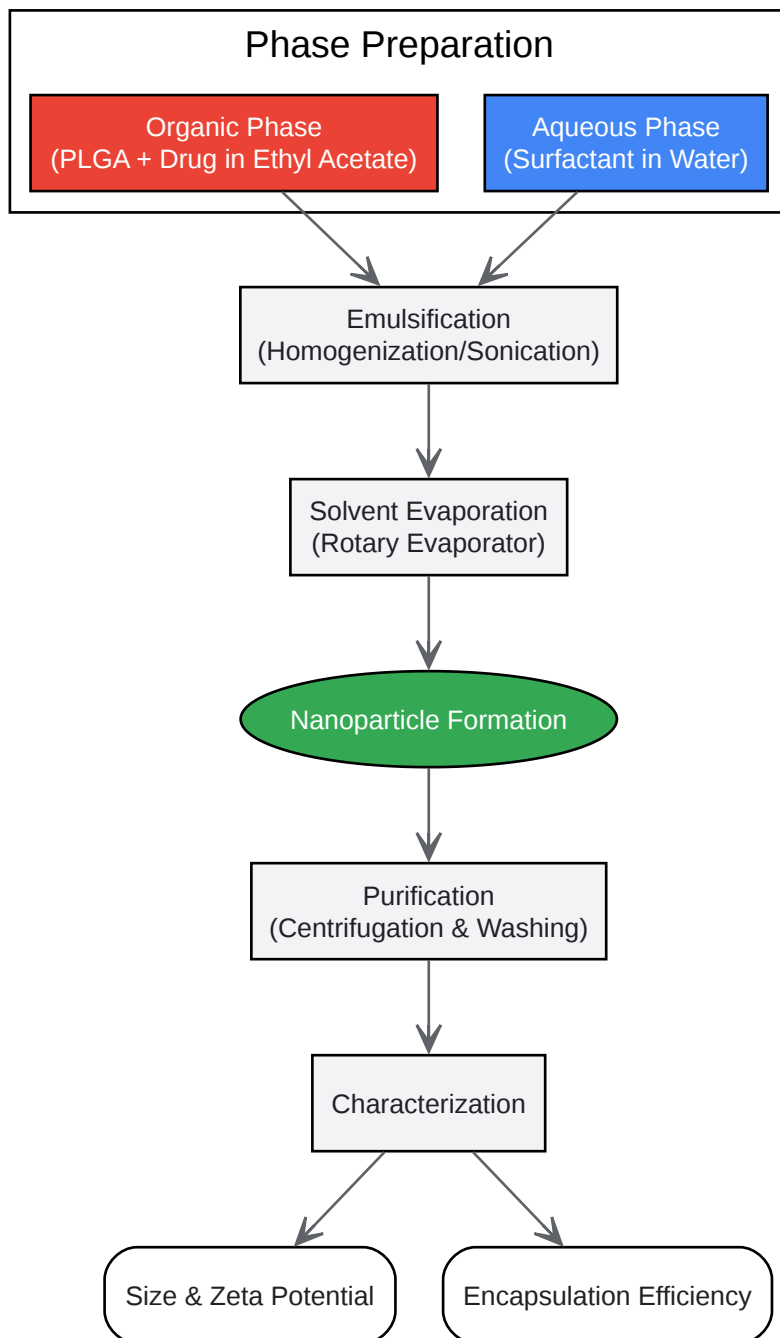 Phase Preparation
Organic Phase
(PLGA + Drug in Ethyl Acetate)
Aqueous Phase
(Surfactant in Water)
Emulsification
(Homogenization/Sonication)
Solvent Evaporation
(Rotary Evaporator)
Nanoparticle Formation
Purification
(Centrifugation & Washing)
Characterization
Size & Zeta Potential
Encapsulation Efficiency